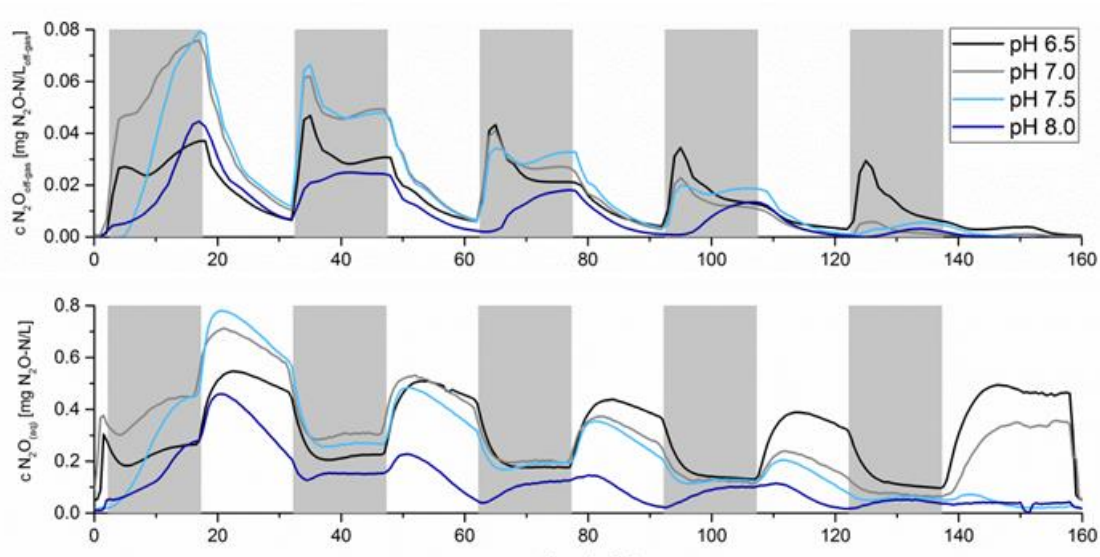 c N₂O_off-gas [mg N₂O-N/L_off-gas]
0.08
0.06
0.04
0.02
0.00
0 20 40 60 80 100 120 140 160
pH 6.5
pH 7.0
pH 7.5
pH 8.0
c N₂O_(aq) [mg N₂O-N/L]
0.8
0.6
0.4
0.2
0.0
0 20 40 60 80 100 120 140 160